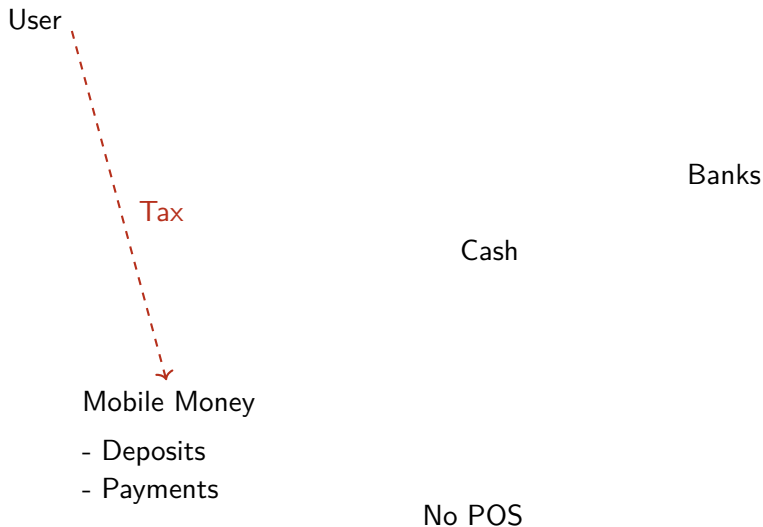 User
Banks
Tax
Cash
Mobile Money
- Deposits
- Payments
No POS